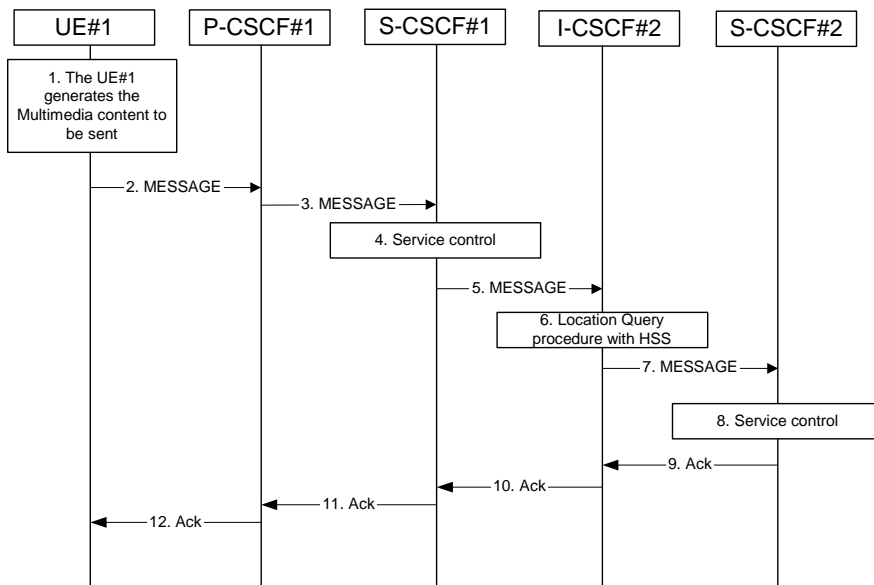 UE#1
P-CSCF#1
S-CSCF#1
I-CSCF#2
S-CSCF#2
1. The UE#1
generates the
Multimedia content to
be sent
2. MESSAGE
3. MESSAGE
4. Service control
5. MESSAGE
6. Location Query
procedure with HSS
7. MESSAGE
8. Service control
9. Ack
10. Ack
11. Ack
12. Ack